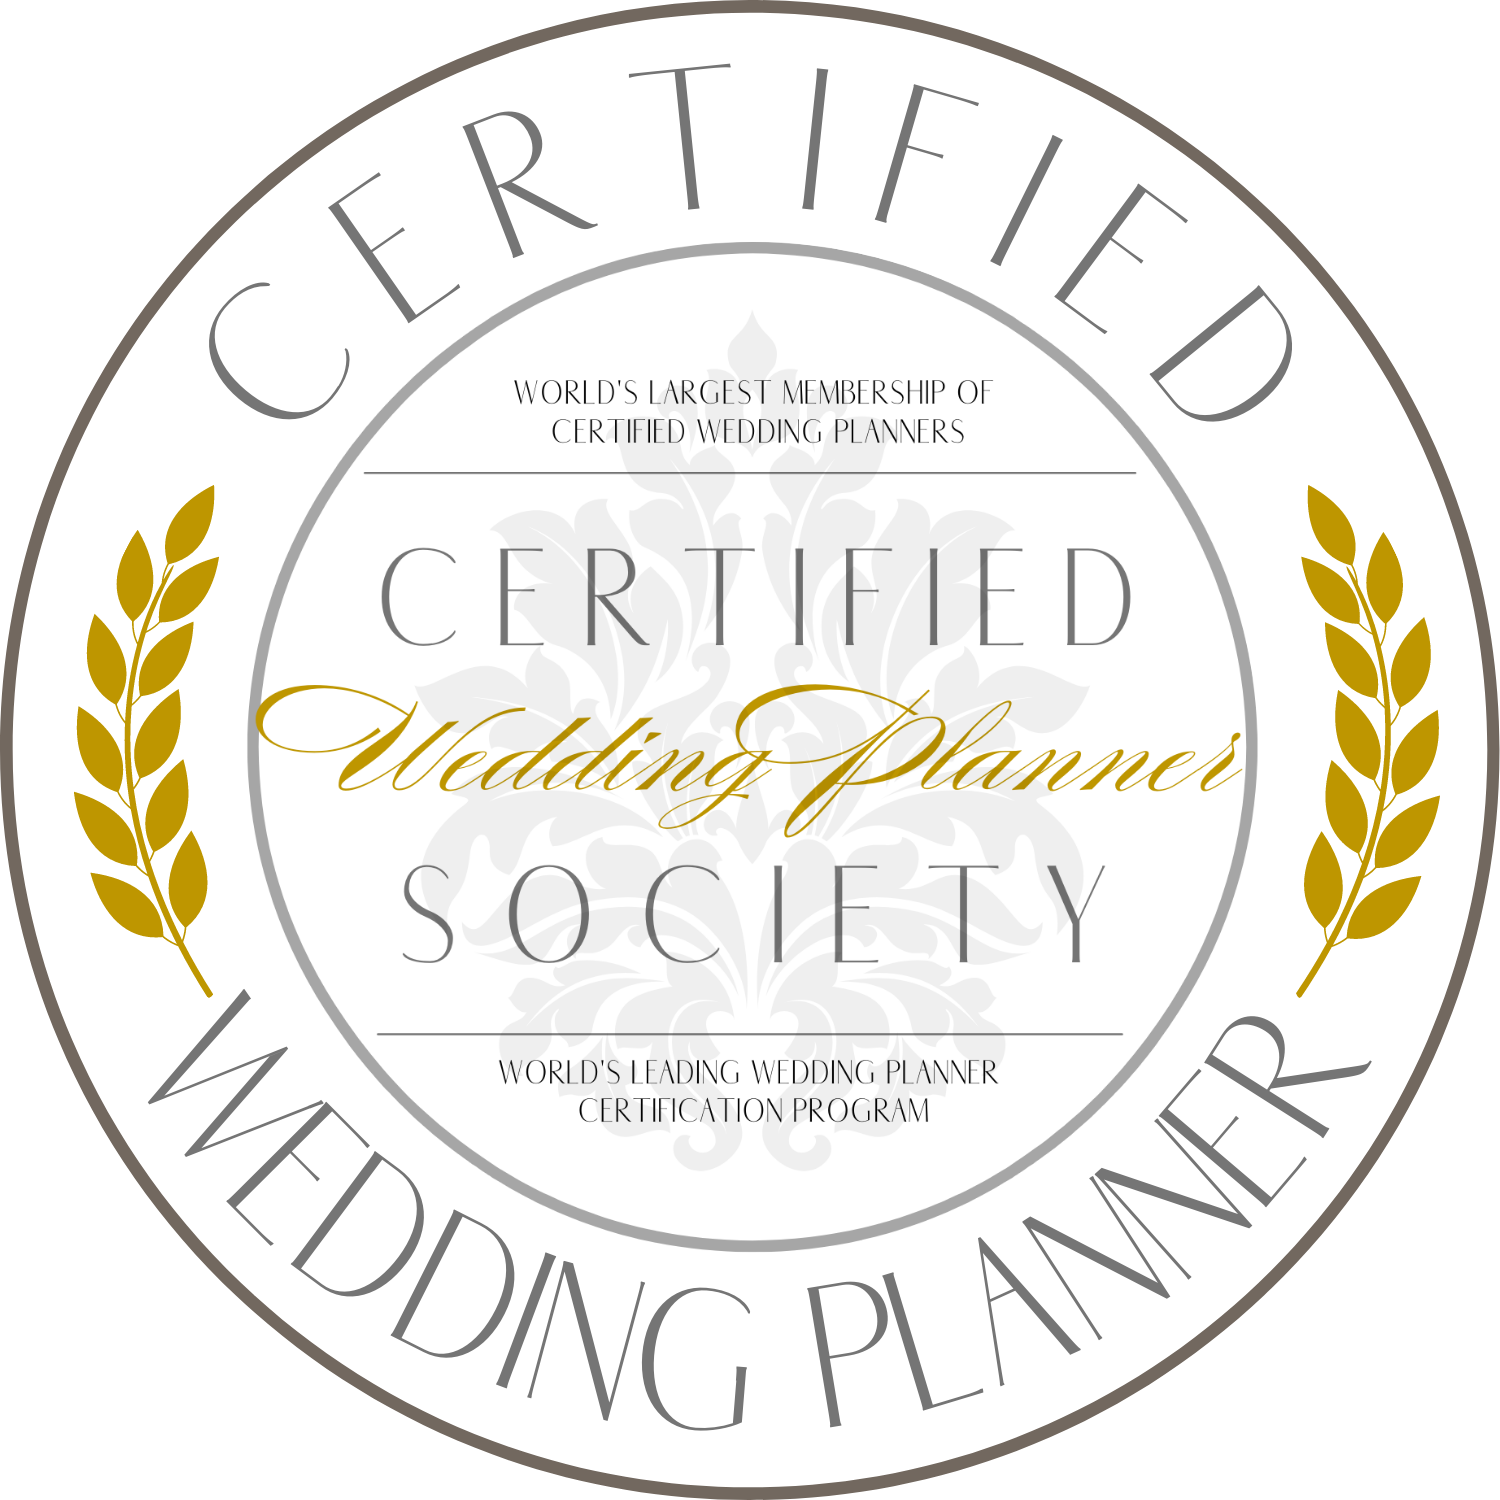 CERTIFIED
WORLD'S LARGEST MEMBERSHIP OF
CERTIFIED WEDDING PLANNERS
CERTIFIED
Wedding Planner
SOCIETY
WORLD'S LEADING WEDDING PLANNER
CERTIFICATION PROGRAM
WEDDING PLANNER